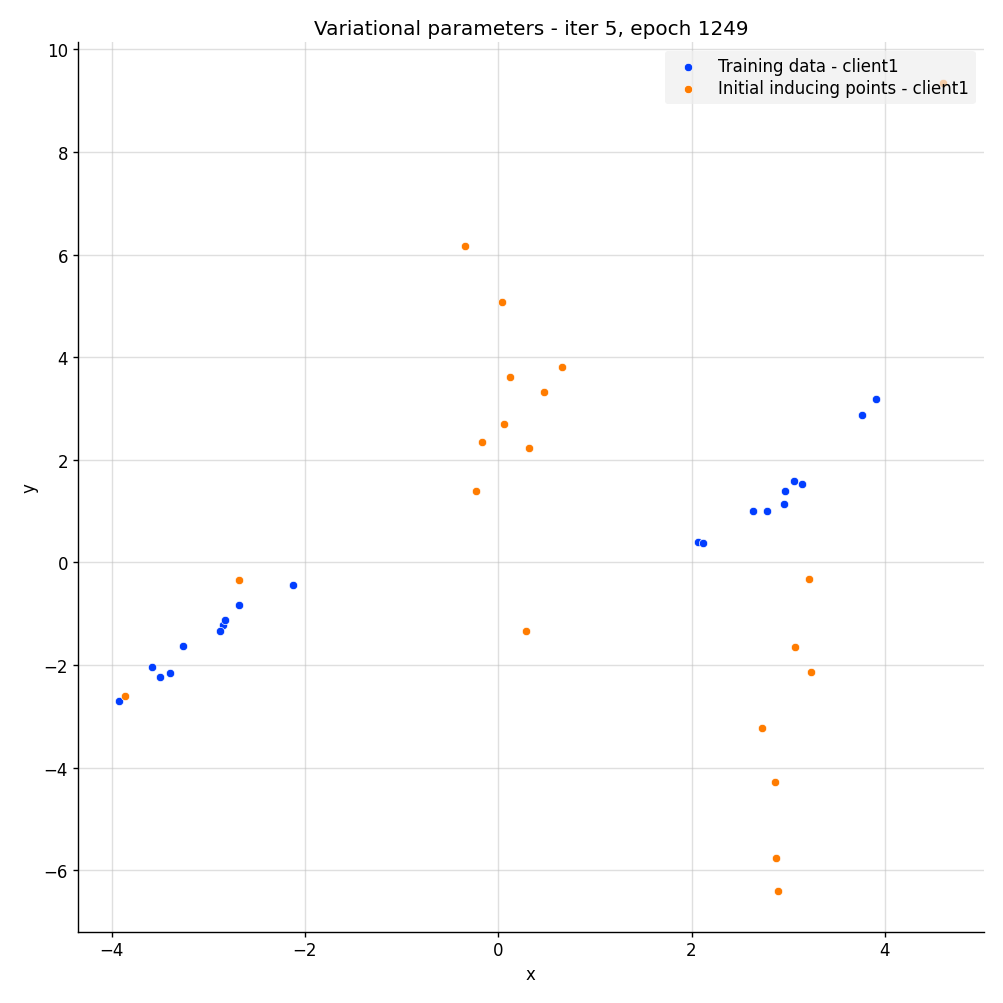 Variational parameters - iter 5, epoch 1249
Training data - client1
Initial inducing points - client1
10
8
6
4
2
0
−2
−4
−6
y
−4 −2 0 2 4
x